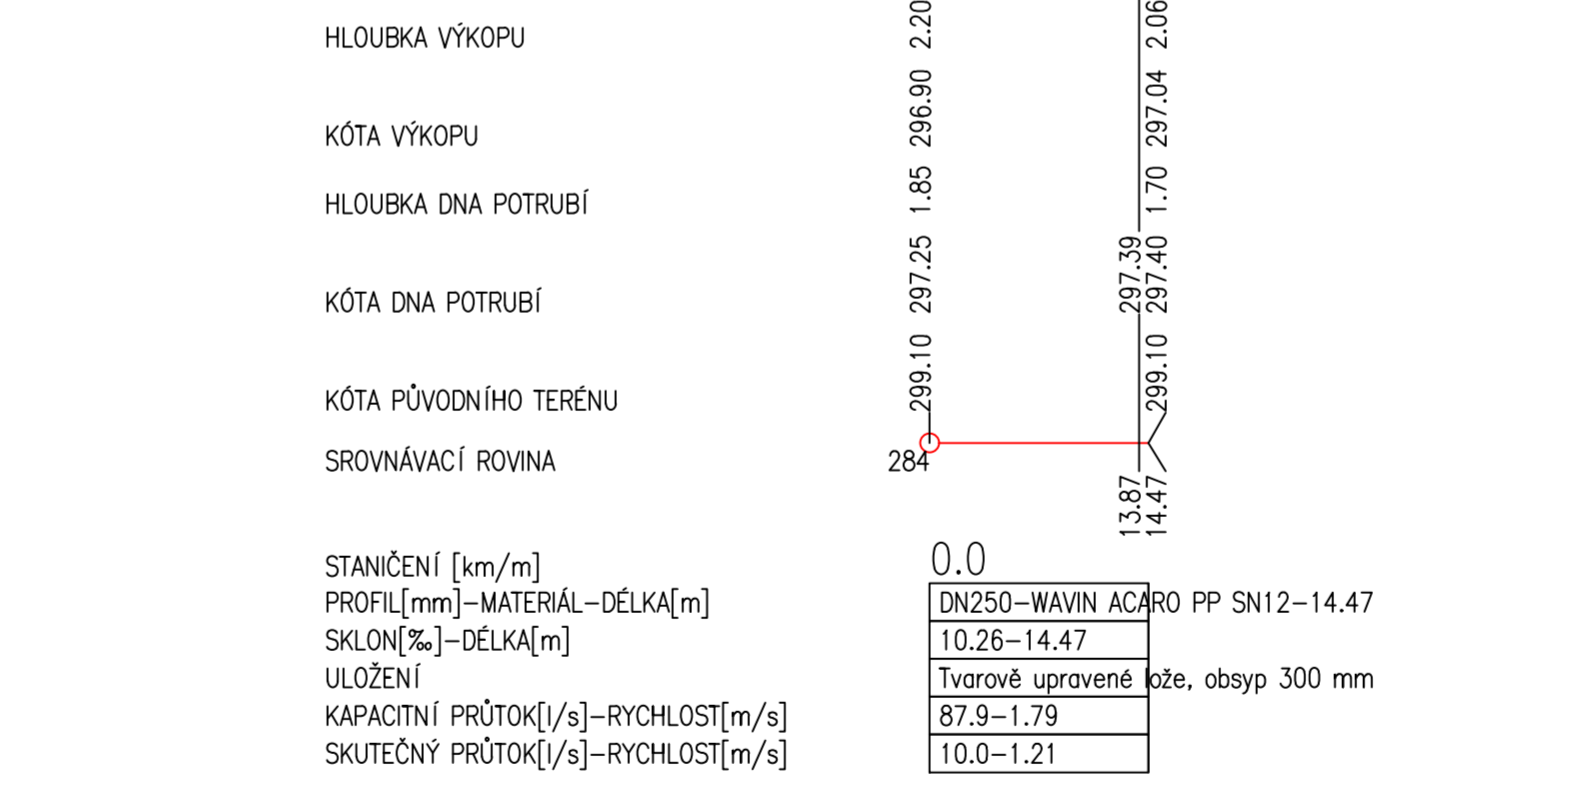 HLOUBKA VÝKOPU 2.20 2.06
KÓTA VÝKOPU 296.90 297.04
HLOUBKA DNA POTRUBÍ 1.85 1.70
KÓTA DNA POTRUBÍ 297.25 297.39 297.40
KÓTA PŮVODNÍHO TERÉNU 299.10 299.10
SROVNÁVACÍ ROVINA 284
13.87 14.47
STANIČENÍ [km/m] 0.0
PROFIL[mm]–MATERIÁL–DÉLKA[m] DN250–WAVIN ACARO PP SN12–14.47
SKLON[‰]–DÉLKA[m] 10.26–14.47
ULOŽENÍ Tvarově upravené lože, obsyp 300 mm
KAPACITNÍ PRŮTOK[l/s]–RYCHLOST[m/s] 87.9–1.79
SKUTEČNÝ PRŮTOK[l/s]–RYCHLOST[m/s] 10.0–1.21